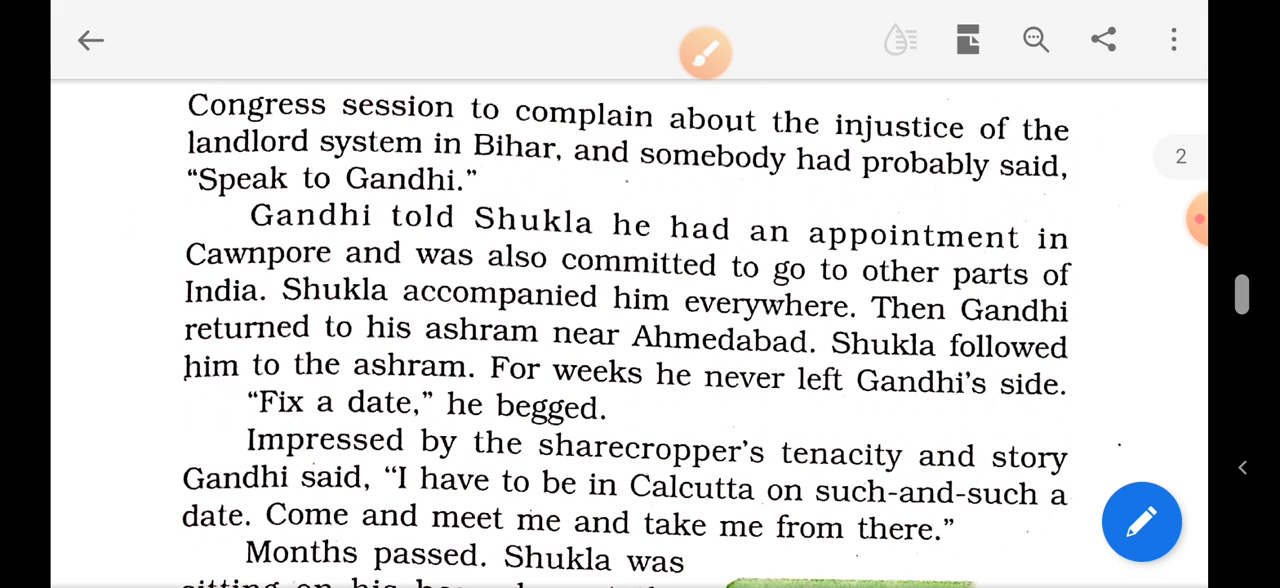 2
Congress session to complain about the injustice of the
landlord system in Bihar, and somebody had probably said,
“Speak to Gandhi.”
Gandhi told Shukla he had an appointment in
Cawnpore and was also committed to go to other parts of
India. Shukla accompanied him everywhere. Then Gandhi
returned to his ashram near Ahmedabad. Shukla followed
him to the ashram. For weeks he never left Gandhi’s side.
“Fix a date,” he begged.
Impressed by the sharecropper’s tenacity and story
Gandhi said, “I have to be in Calcutta on such-and-such a
date. Come and meet me and take me from there.”
Months passed. Shukla was